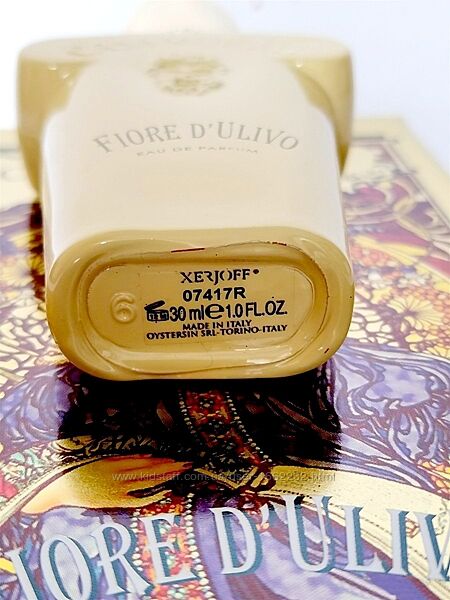 FIORE D'ULIVO
EAU DE PARFUM
XERJOFF®
07417R
6
30 ml e 1.0 FL.OZ.
MADE IN ITALY
OYSTERSIN SRL-TORINO-ITALY
IORE D'ULIV